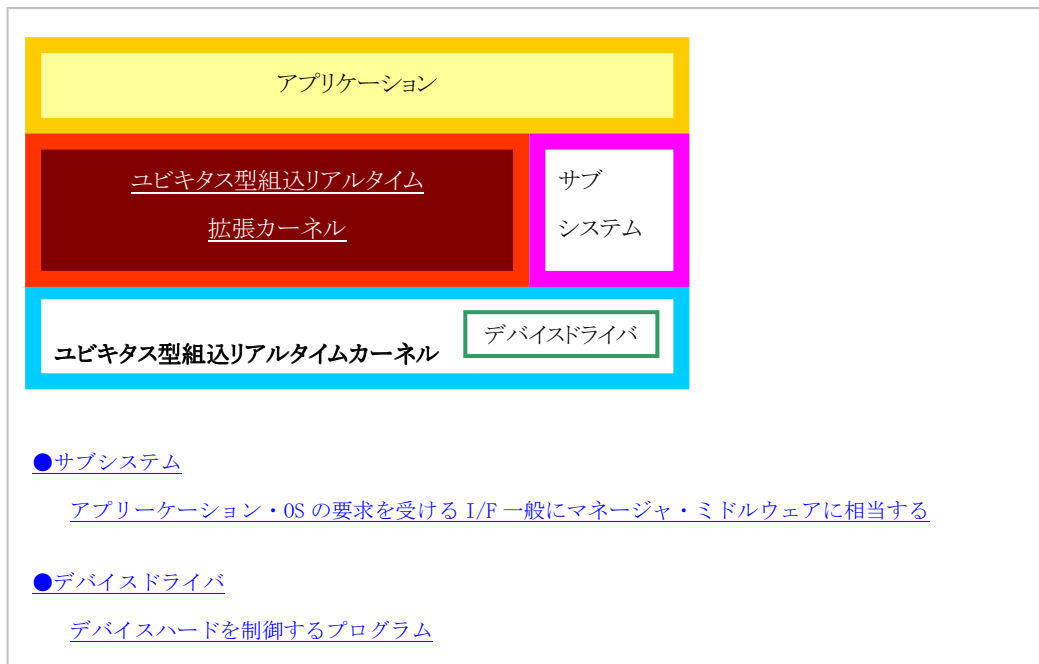 アプリケーション
ユビキタス型組込リアルタイム
拡張カーネル
サブ
システム
デバイスドライバ
ユビキタス型組込リアルタイムカーネル
●サブシステム
アプリーケーション・OS の要求を受ける I/F 一般にマネージャ・ミドルウェアに相当する
●デバイスドライバ
デバイスハードを制御するプログラム